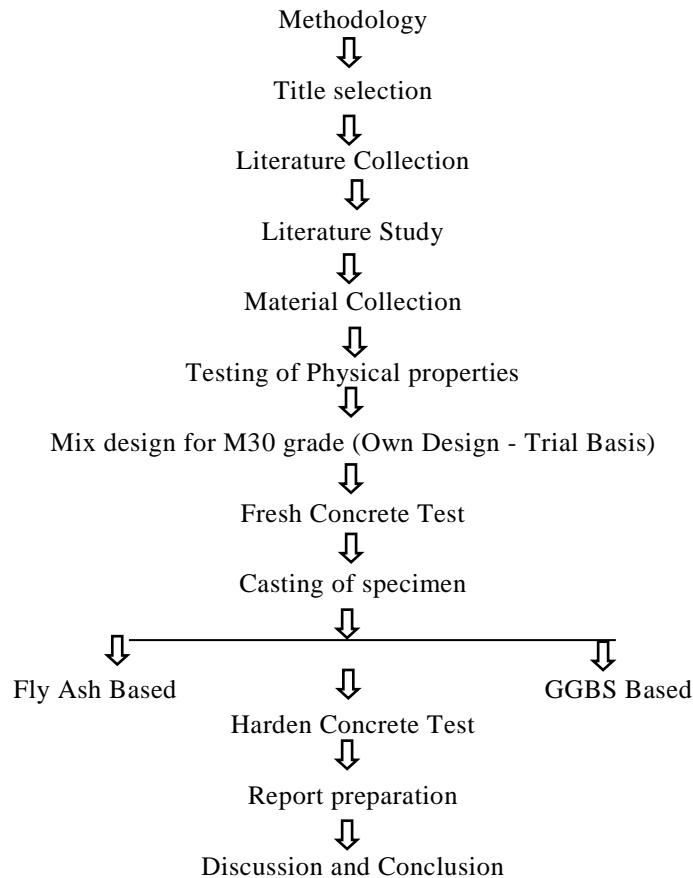 Methodology
Title selection
Literature Collection
Literature Study
Material Collection
Testing of Physical properties
Mix design for M30 grade (Own Design - Trial Basis)
Fresh Concrete Test
Casting of specimen
Fly Ash Based
GGBS Based
Harden Concrete Test
Report preparation
Discussion and Conclusion